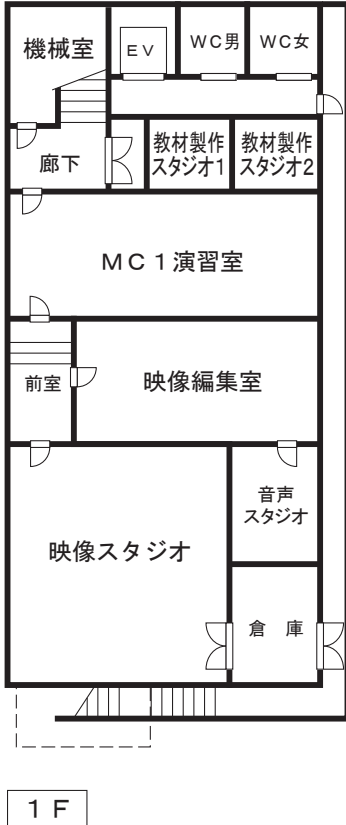 機械室
ＥＶ
ＷＣ男
ＷＣ女
廊下
教材製作
スタジオ1
教材製作
スタジオ2
ＭＣ１演習室
前室
映像編集室
音声
スタジオ
映像スタジオ
倉　庫
１Ｆ